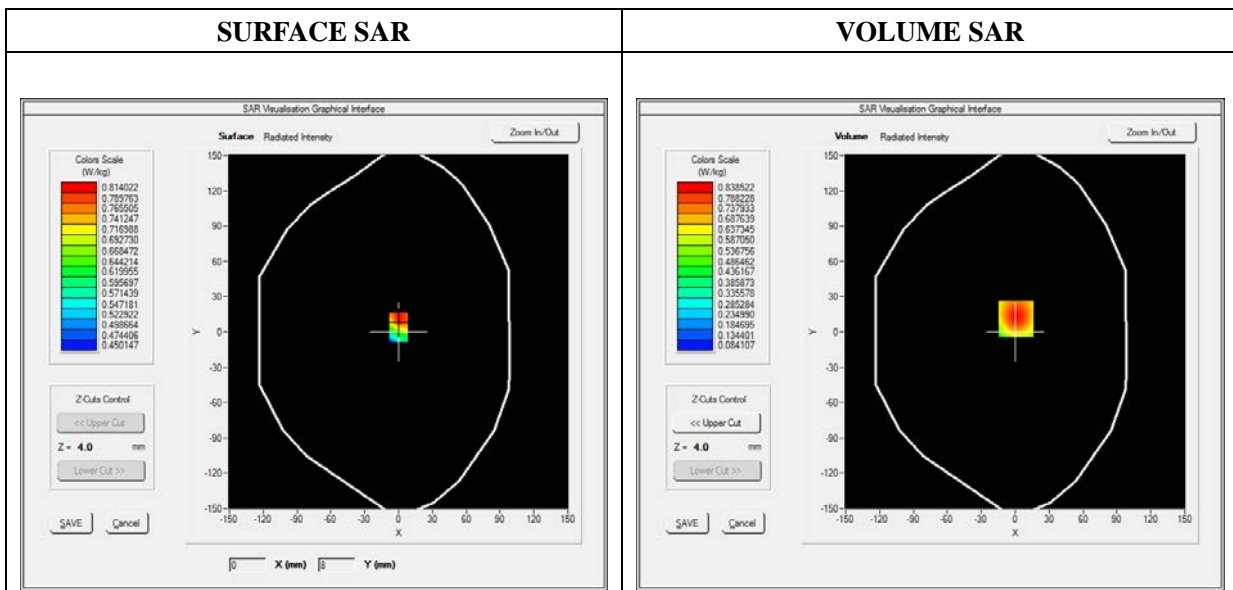 SURFACE SAR
VOLUME SAR
SAR Visualisation Graphical Interface
Surface Radiated Intensity
Zoom In/Out
Colors Scale
(W/kg)
0.814022
0.789763
0.765505
0.741247
0.716988
0.692730
0.668472
0.644214
0.619955
0.595697
0.571439
0.547181
0.522922
0.498664
0.474406
0.450147
Z-Cuts Control
<< Upper Cut
Z = 4.0 mm
Lower Cut >>
SAVE Cancel
150
120
90
60
30
0
-30
-60
-90
-120
-150
Y
-150 -120 -90 -60 -30 0 30 60 90 120 150
X
0 X (mm) 8 Y (mm)
SAR Visualisation Graphical Interface
Volume Radiated Intensity
Zoom In/Out
Colors Scale
(W/kg)
0.838522
0.788228
0.737933
0.687639
0.637345
0.587050
0.536756
0.486462
0.436167
0.385873
0.335578
0.285284
0.234990
0.184695
0.134401
0.084107
Z-Cuts Control
<< Upper Cut
Z = 4.0 mm
Lower Cut >>
SAVE Cancel
150
120
90
60
30
0
-30
-60
-90
-120
-150
Y
-150 -120 -90 -60 -30 0 30 60 90 120 150
X